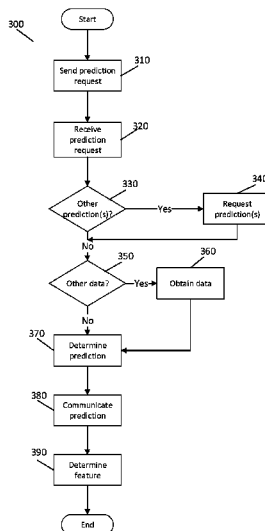 300
Start
310
Send prediction
request
320
Receive
prediction
request
330
Other
prediction(s)?
Yes
340
Request
prediction(s)
No
350
Other data?
Yes
360
Obtain data
No
370
Determine
prediction
380
Communicate
prediction
390
Determine
feature
End